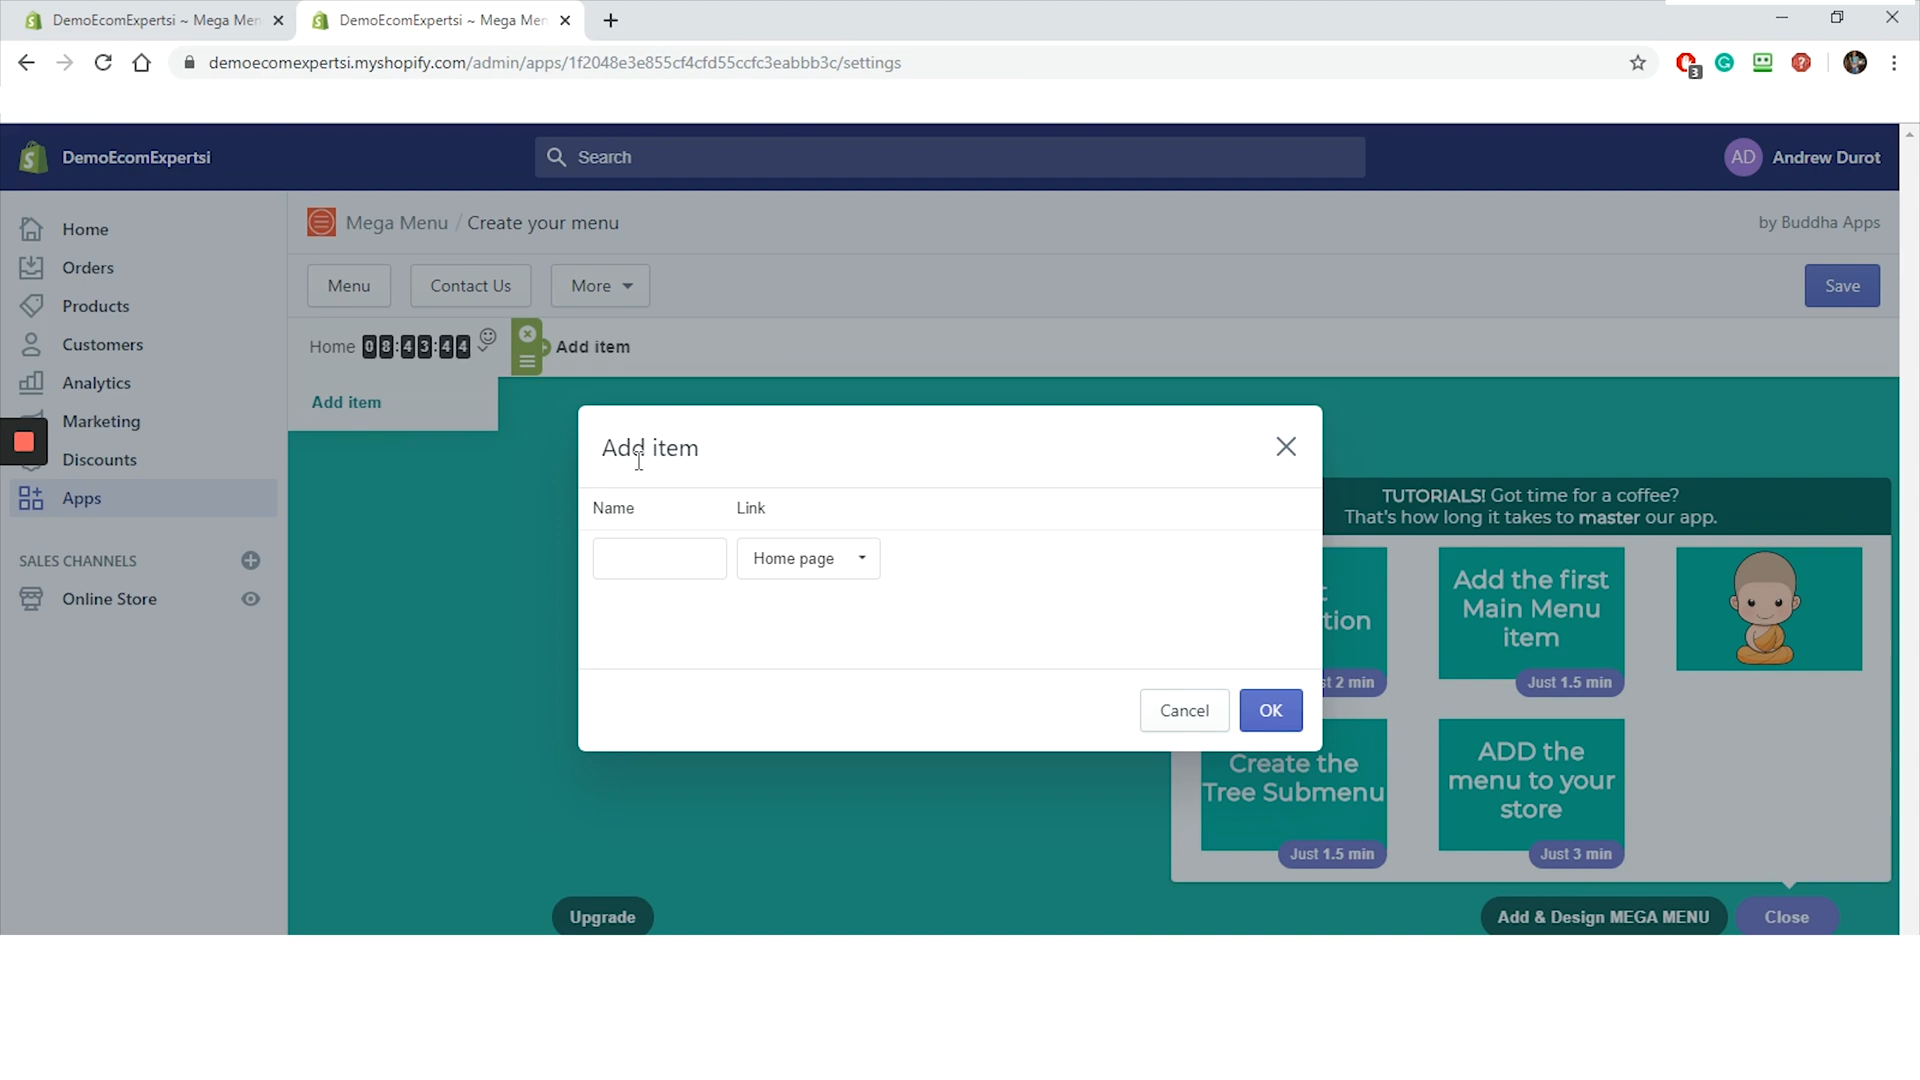 DemoEcomExpertsi ~ Mega Me
DemoEcomExpertsi ~ Mega Me
demoecomexpertsi.myshopify.com/admin/apps/1f2048e3e855cf4cfd55ccfc3eabbb3c/settings
3
DemoEcomExpertsi
Search
AD
Andrew Durot
Home
Orders
Products
Customers
Analytics
Marketing
Discounts
Apps
SALES CHANNELS
Online Store
Mega Menu / Create your menu
by Buddha Apps
Menu
Contact Us
More
Save
Home 08:43:44
Add item
Add item
Add item
Name
Link
Home page
Cancel
OK
TUTORIALS! Got time for a coffee?
That's how long it takes to master our app.
tion
st 2 min
Add the first
Main Menu
item
Just 1.5 min
Create the
Tree Submenu
Just 1.5 min
ADD the
menu to your
store
Just 3 min
Upgrade
Add & Design MEGA MENU
Close